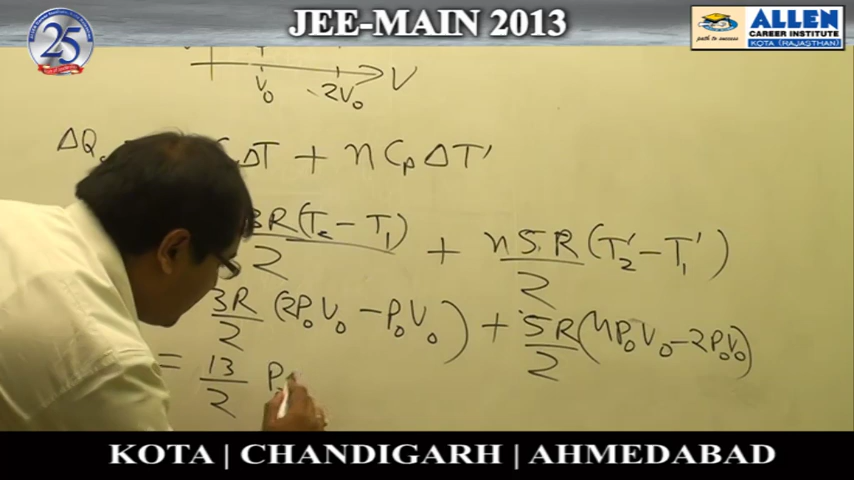 JEE-MAIN 2013
25
path to success
ALLEN
CAREER INSTITUTE
KOTA (RAJASTHAN)
V₀ 2V₀ V
ΔQ ΔT + n Cₚ ΔT'
3R/2 (T₂ – T₁) + n 5R/2 (T₂' – T₁')
3R/2 (2P₀V₀ – P₀V₀) + 5R/2 (4P₀V₀ – 2P₀V₀)
= 13/2 P
KOTA | CHANDIGARH | AHMEDABAD